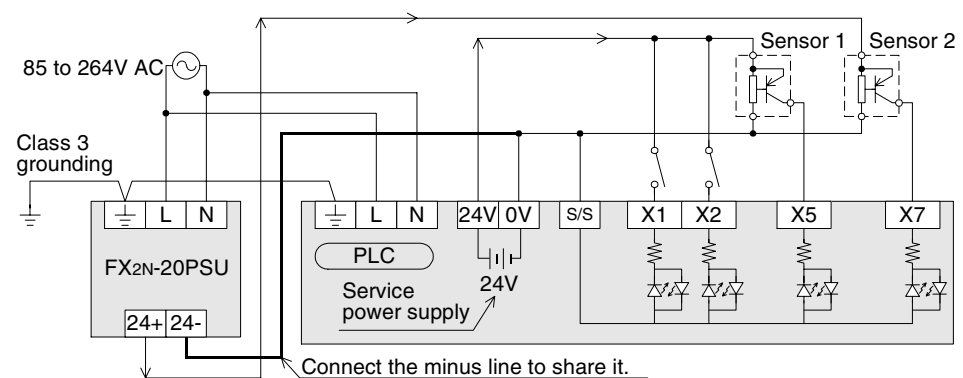 Sensor 1
Sensor 2
85 to 264V AC
Class 3
grounding
L
N
L
N
24V
0V
S/S
X1
X2
X5
X7
FX2N-20PSU
PLC
24V
Service
power supply
24+
24-
Connect the minus line to share it.